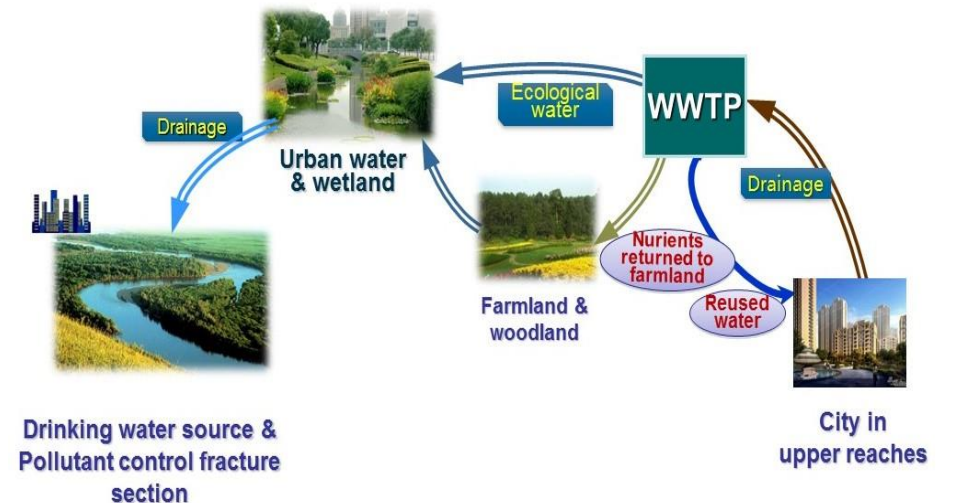 WWTP
Ecological
water
Drainage
Urban water
& wetland
Drainage
Nurients
returned to
farmland
Reused
water
Farmland &
woodland
Drinking water source &
Pollutant control fracture
section
City in
upper reaches